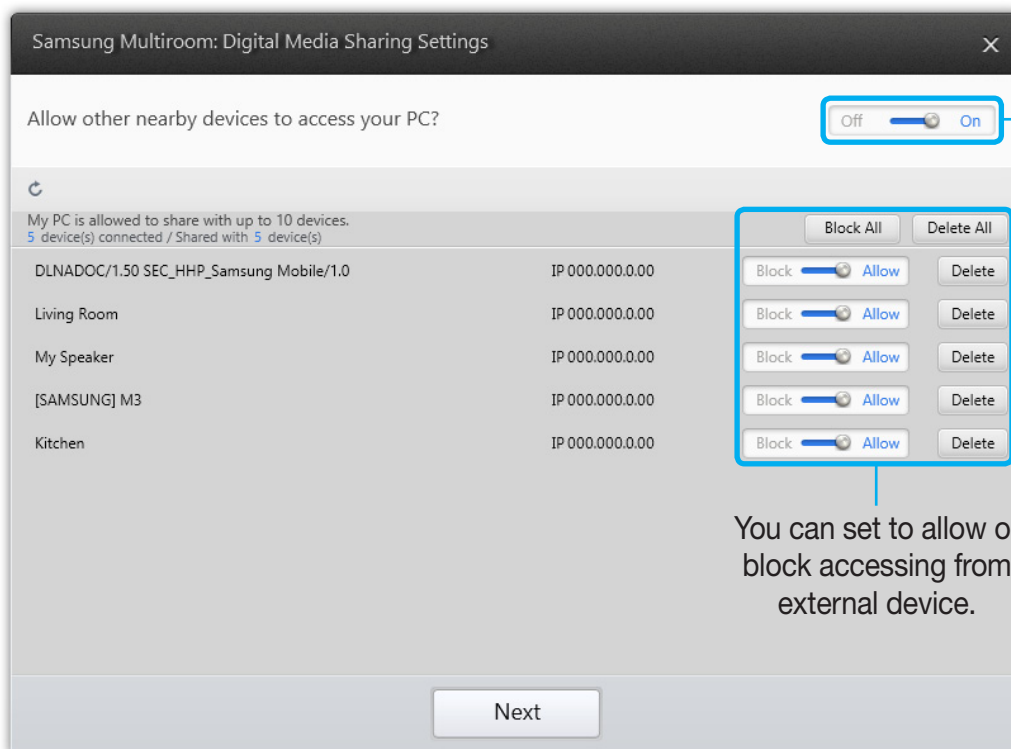 Samsung Multiroom: Digital Media Sharing Settings
Allow other nearby devices to access your PC?
Off On
My PC is allowed to share with up to 10 devices.
5 device(s) connected / Shared with 5 device(s)
Block All Delete All
DLNADOC/1.50 SEC_HHP_Samsung Mobile/1.0 IP 000.000.0.00 Block Allow Delete
Living Room IP 000.000.0.00 Block Allow Delete
My Speaker IP 000.000.0.00 Block Allow Delete
[SAMSUNG] M3 IP 000.000.0.00 Block Allow Delete
Kitchen IP 000.000.0.00 Block Allow Delete
You can set to allow o
block accessing from
external device.
Next